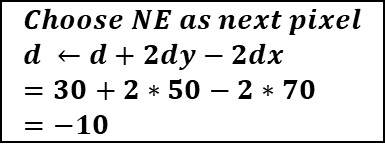 Choose NE as next pixel
d ← d + 2dy − 2dx
= 30 + 2 * 50 − 2 * 70
= −10